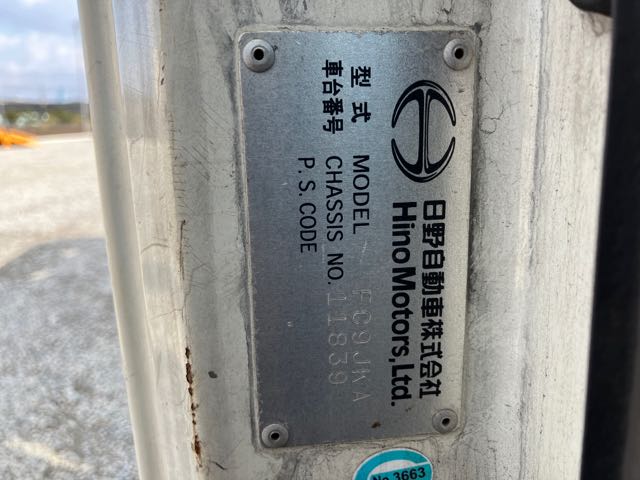 日野自動車株式会社
Hino Motors, Ltd.
型式 MODEL - FC9JKA
車台番号 CHASSIS NO. 11839
P. S. CODE
No.3663